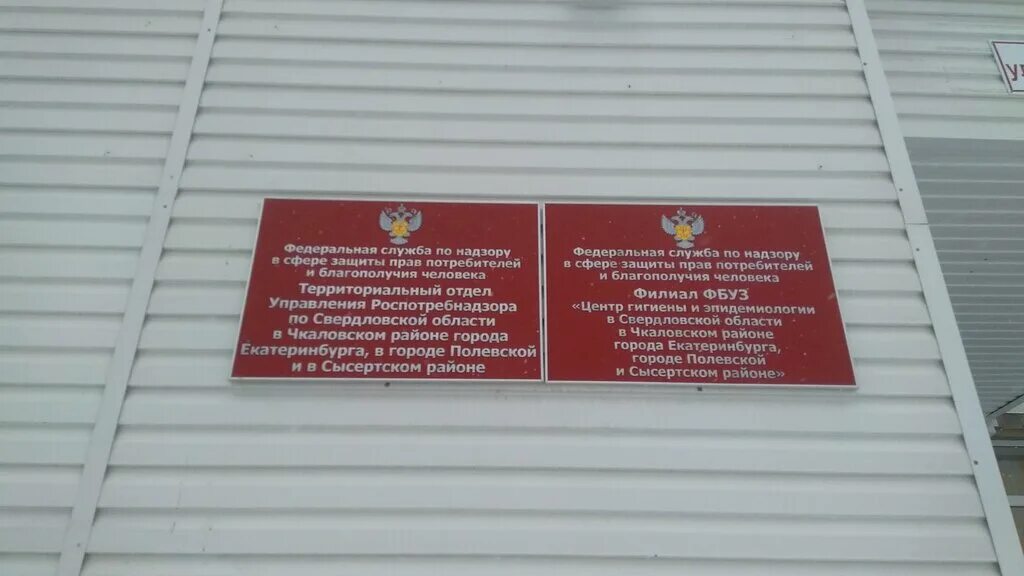 Федеральная служба по надзору
в сфере защиты прав потребителей
и благополучия человека
Территориальный отдел
Управления Роспотребнадзора
по Свердловской области
в Чкаловском районе города
Екатеринбурга, в городе Полевской
и в Сысертском районе
Федеральная служба по надзору
в сфере защиты прав потребителей
и благополучия человека
Филиал ФБУЗ
«Центр гигиены и эпидемиологии
в Свердловской области
в Чкаловском районе
города Екатеринбурга,
городе Полевской
и Сысертском районе»